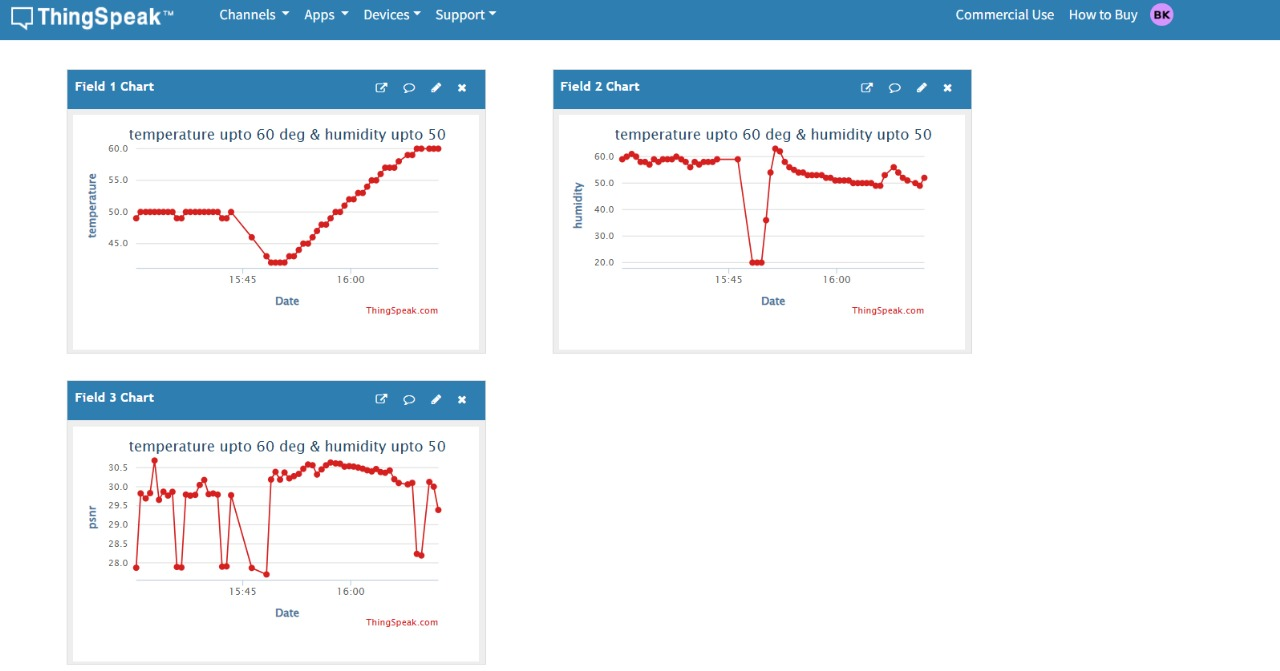 ThingSpeak™ Channels Apps Devices Support Commercial Use How to Buy BK
Field 1 Chart
temperature upto 60 deg & humidity upto 50
60.0
55.0
50.0
45.0
temperature
15:45 16:00
Date
ThingSpeak.com
Field 2 Chart
temperature upto 60 deg & humidity upto 50
60.0
50.0
40.0
30.0
20.0
humidity
15:45 16:00
Date
ThingSpeak.com
Field 3 Chart
temperature upto 60 deg & humidity upto 50
30.5
30.0
29.5
29.0
28.5
28.0
psnr
15:45 16:00
Date
ThingSpeak.com